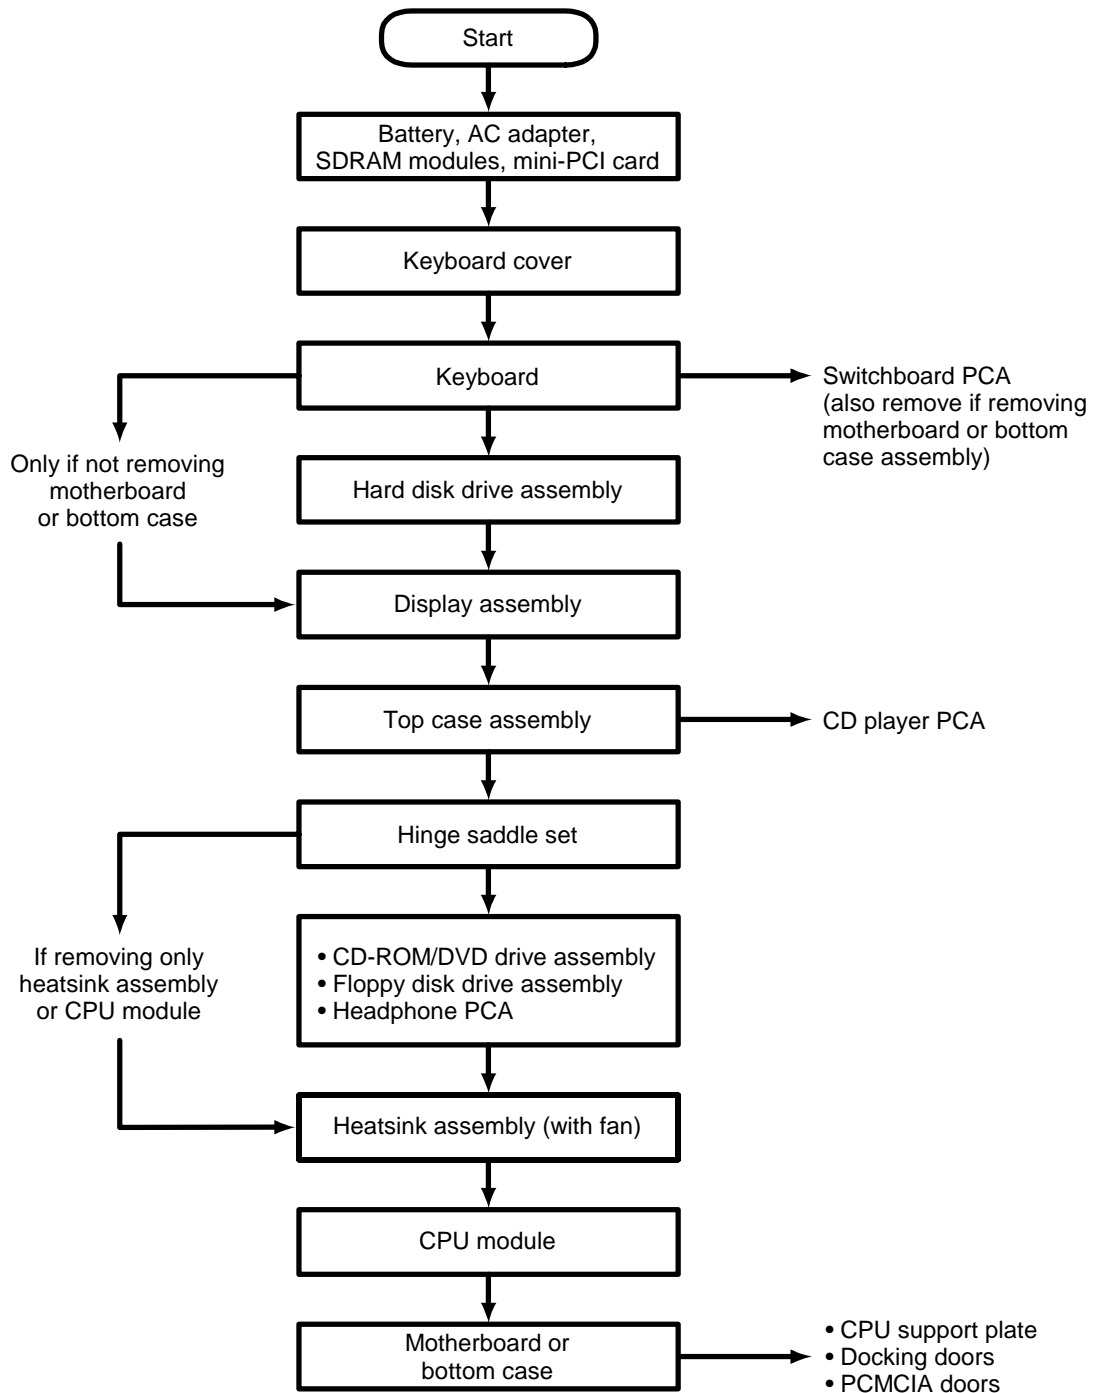 Start
Battery, AC adapter,
SDRAM modules, mini-PCI card
Keyboard cover
Keyboard
Switchboard PCA
(also remove if removing
motherboard or bottom
case assembly)
Only if not removing
motherboard
or bottom case
Hard disk drive assembly
Display assembly
Top case assembly
CD player PCA
Hinge saddle set
If removing only
heatsink assembly
or CPU module
• CD-ROM/DVD drive assembly
• Floppy disk drive assembly
• Headphone PCA
Heatsink assembly (with fan)
CPU module
Motherboard or
bottom case
• CPU support plate
• Docking doors
• PCMCIA doors